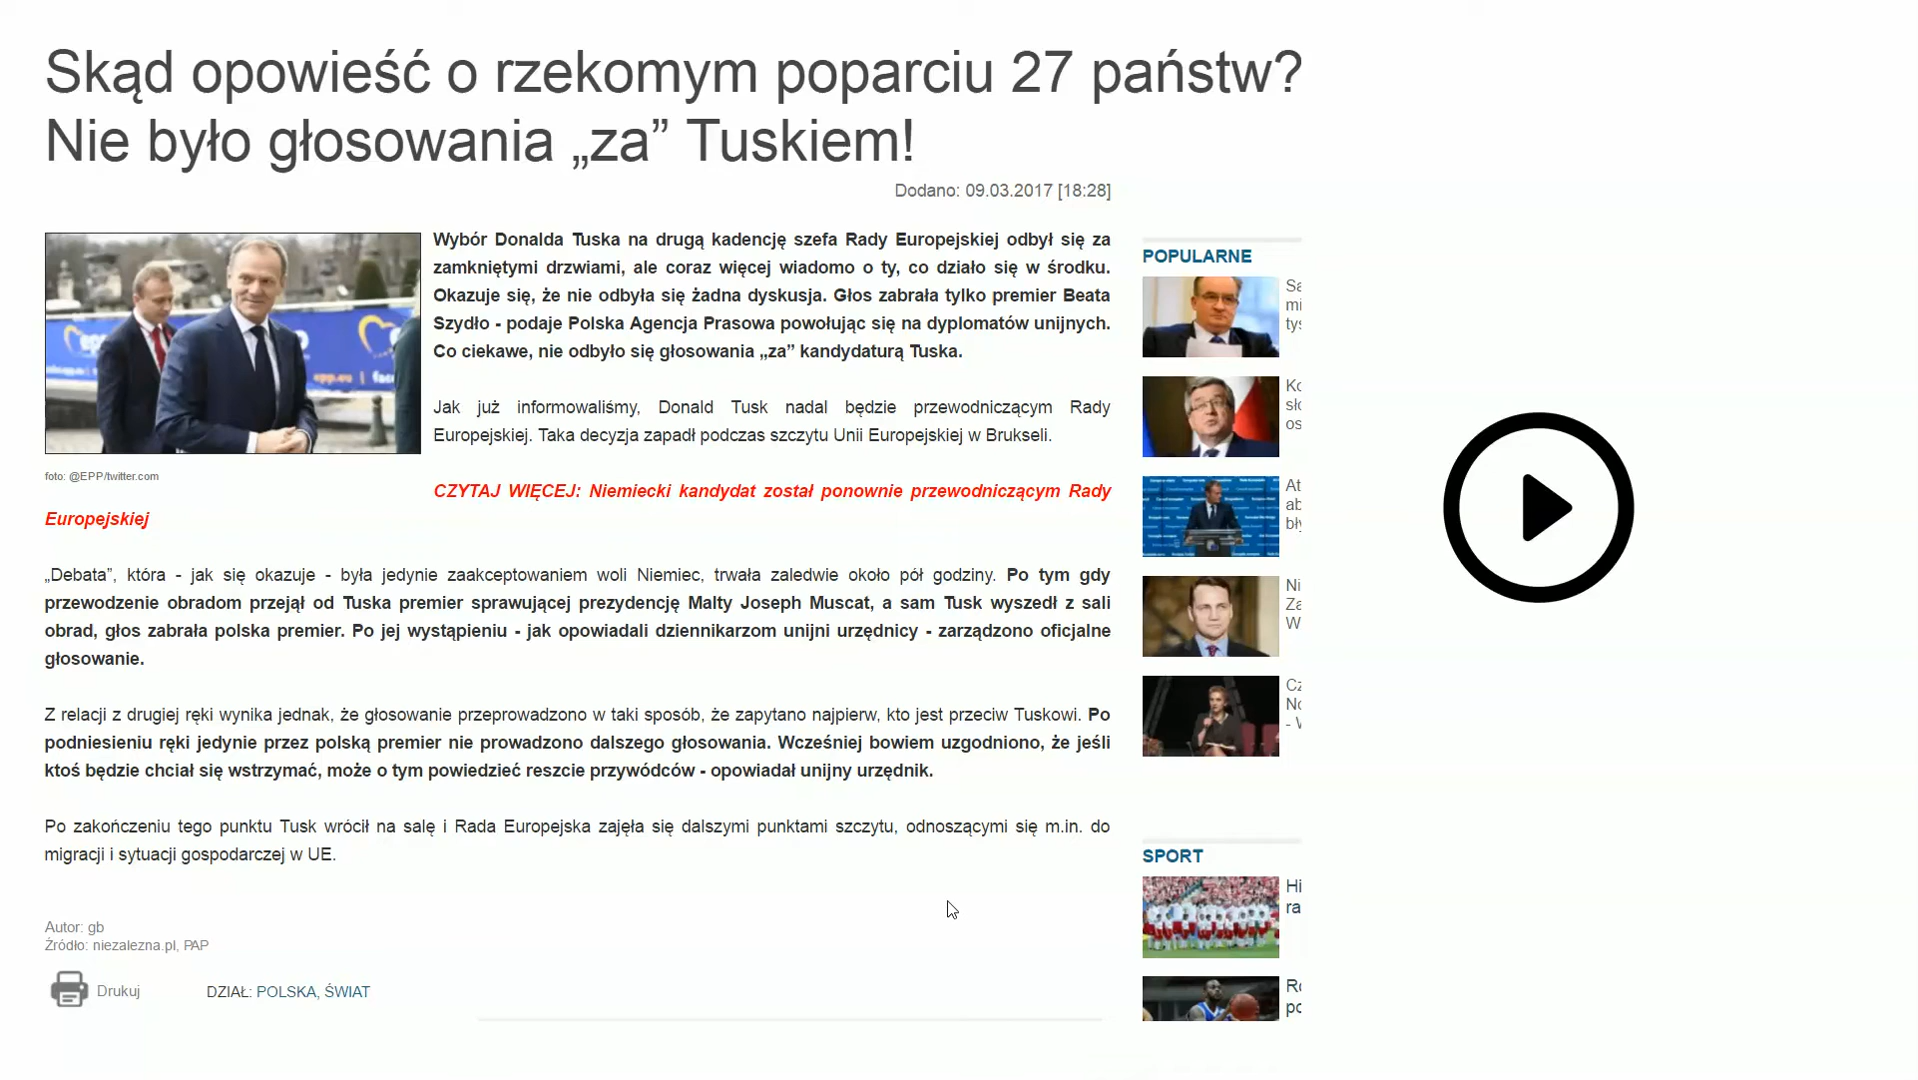 Skąd opowieść o rzekomym poparciu 27 państw?
Nie było głosowania „za” Tuskiem!
Dodano: 09.03.2017 [18:28]
Wybór Donalda Tuska na drugą kadencję szefa Rady Europejskiej odbył się za
zamkniętymi drzwiami, ale coraz więcej wiadomo o ty, co działo się w środku.
Okazuje się, że nie odbyła się żadna dyskusja. Głos zabrała tylko premier Beata
Szydło - podaje Polska Agencja Prasowa powołując się na dyplomatów unijnych.
Co ciekawe, nie odbyło się głosowania „za” kandydaturą Tuska.
Jak już informowaliśmy, Donald Tusk nadal będzie przewodniczącym Rady
Europejskiej. Taka decyzja zapadł podczas szczytu Unii Europejskiej w Brukseli.
foto: @EPP/twitter.com
CZYTAJ WIĘCEJ: Niemiecki kandydat został ponownie przewodniczącym Rady
Europejskiej
„Debata”, która - jak się okazuje - była jedynie zaakceptowaniem woli Niemiec, trwała zaledwie około pół godziny. Po tym gdy
przewodzenie obradom przejął od Tuska premier sprawującej prezydencję Malty Joseph Muscat, a sam Tusk wyszedł z sali
obrad, głos zabrała polska premier. Po jej wystąpieniu - jak opowiadali dziennikarzom unijni urzędnicy - zarządzono oficjalne
głosowanie.
Z relacji z drugiej ręki wynika jednak, że głosowanie przeprowadzono w taki sposób, że zapytano najpierw, kto jest przeciw Tuskowi. Po
podniesieniu ręki jedynie przez polską premier nie prowadzono dalszego głosowania. Wcześniej bowiem uzgodniono, że jeśli
ktoś będzie chciał się wstrzymać, może o tym powiedzieć reszcie przywódców - opowiadał unijny urzędnik.
Po zakończeniu tego punktu Tusk wrócił na salę i Rada Europejska zajęła się dalszymi punktami szczytu, odnoszącymi się m.in. do
migracji i sytuacji gospodarczej w UE.
Autor: gb
Źródło: niezalezna.pl, PAP
Drukuj
DZIAŁ: POLSKA, ŚWIAT
POPULARNE
SPORT
epp.eu